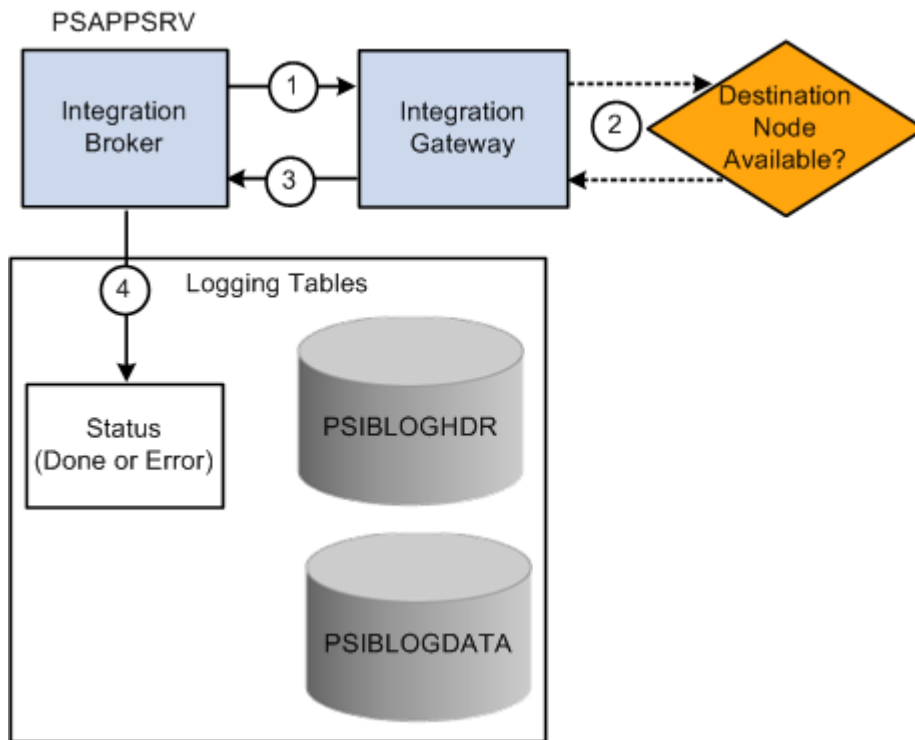 PSAPPSRV
Integration
Broker
1
Integration
Gateway
2
Destination
Node
Available?
3
4
Logging Tables
Status
(Done or Error)
PSIBLOGHDR
PSIBLOGDATA